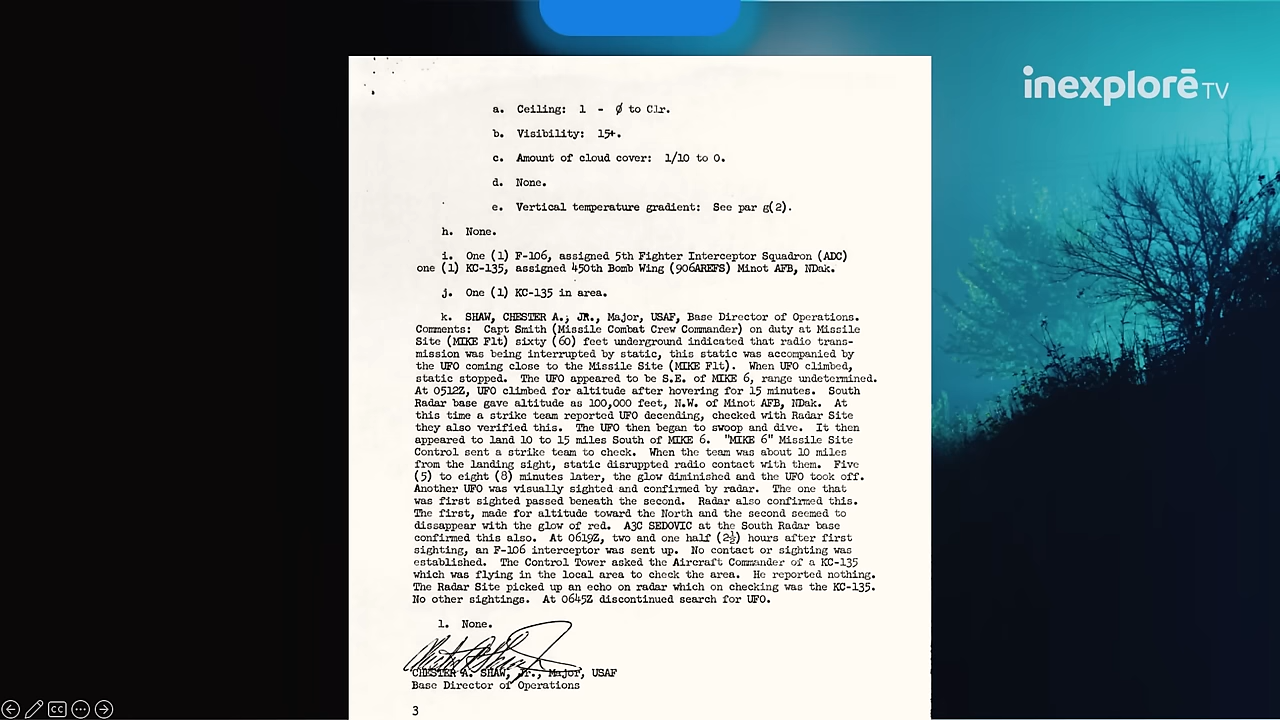 inexplorē TV
a. Ceiling: 1 - Ø to Clr.
b. Visibility: 15+.
c. Amount of cloud cover: 1/10 to 0.
d. None.
e. Vertical temperature gradient: See par g(2).
h. None.
i. One (1) F-106, assigned 5th Fighter Interceptor Squadron (ADC)
one (1) KC-135, assigned 450th Bomb Wing (906AREFS) Minot AFB, NDak.
j. One (1) KC-135 in area.
k. SHAW, CHESTER A., JR., Major, USAF, Base Director of Operations.
Comments: Capt Smith (Missile Combat Crew Commander) on duty at Missile
Site (MIKE Flt) sixty (60) feet underground indicated that radio trans-
mission was being interrupted by static, this static was accompanied by
the UFO coming close to the Missile Site (MIKE Flt). When UFO climbed,
static stopped. The UFO appeared to be S.E. of MIKE 6, range undetermined.
At 0512Z, UFO climbed for altitude after hovering for 15 minutes. South
Radar base gave altitude as 100,000 feet, N.W. of Minot AFB, NDak. At
this time a strike team reported UFO decending, checked with Radar Site
they also verified this. The UFO then began to swoop and dive. It then
appeared to land 10 to 15 miles South of MIKE 6. "MIKE 6" Missile Site
Control sent a strike team to check. When the team was about 10 miles
from the landing sight, static disruppted radio contact with them. Five
(5) to eight (8) minutes later, the glow diminished and the UFO took off.
Another UFO was visually sighted and confirmed by radar. The one that
was first sighted passed beneath the second. Radar also confirmed this.
The first, made for altitude toward the North and the second seemed to
dissappear with the glow of red. A3C SEDOVIC at the South Radar base
confirmed this also. At 0619Z, two and one half (2½) hours after first
sighting, an F-106 interceptor was sent up. No contact or sighting was
established. The Control Tower asked the Aircraft Commander of a KC-135
which was flying in the local area to check the area. He reported nothing.
The Radar Site picked up an echo on radar which on checking was the KC-135.
No other sightings. At 0645Z discontinued search for UFO.
l. None.
CHESTER A. SHAW, Jr., Major, USAF
Base Director of Operations
3
CC